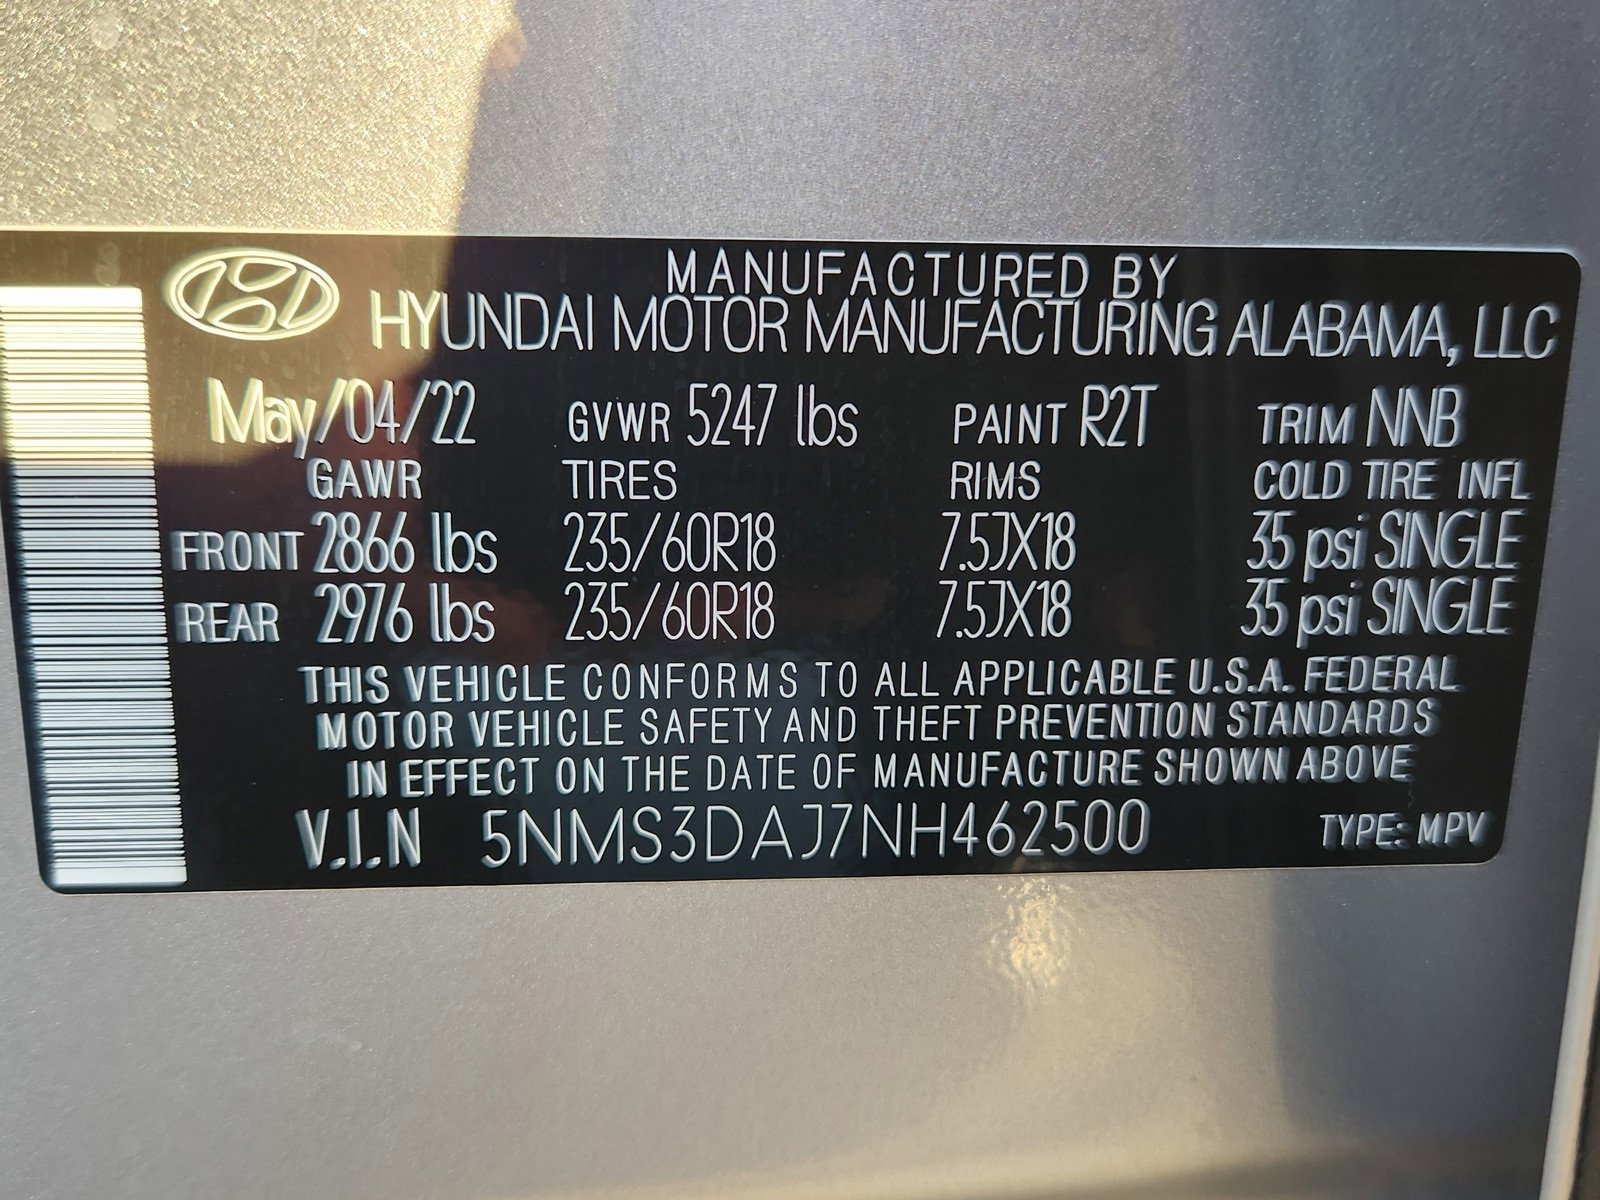 MANUFACTURED BY
HYUNDAI MOTOR MANUFACTURING ALABAMA, LLC
May/04/22 GVWR 5247 lbs PAINT R2T TRIM NNB
GAWR TIRES RIMS COLD TIRE INFL
FRONT 2866 lbs 235/60R18 7.5JX18 35 psi SINGLE
REAR 2976 lbs 235/60R18 7.5JX18 35 psi SINGLE
THIS VEHICLE CONFORMS TO ALL APPLICABLE U.S.A. FEDERAL
MOTOR VEHICLE SAFETY AND THEFT PREVENTION STANDARDS
IN EFFECT ON THE DATE OF MANUFACTURE SHOWN ABOVE
V.I.N 5NMS3DAJ7NH462500 TYPE: MPV